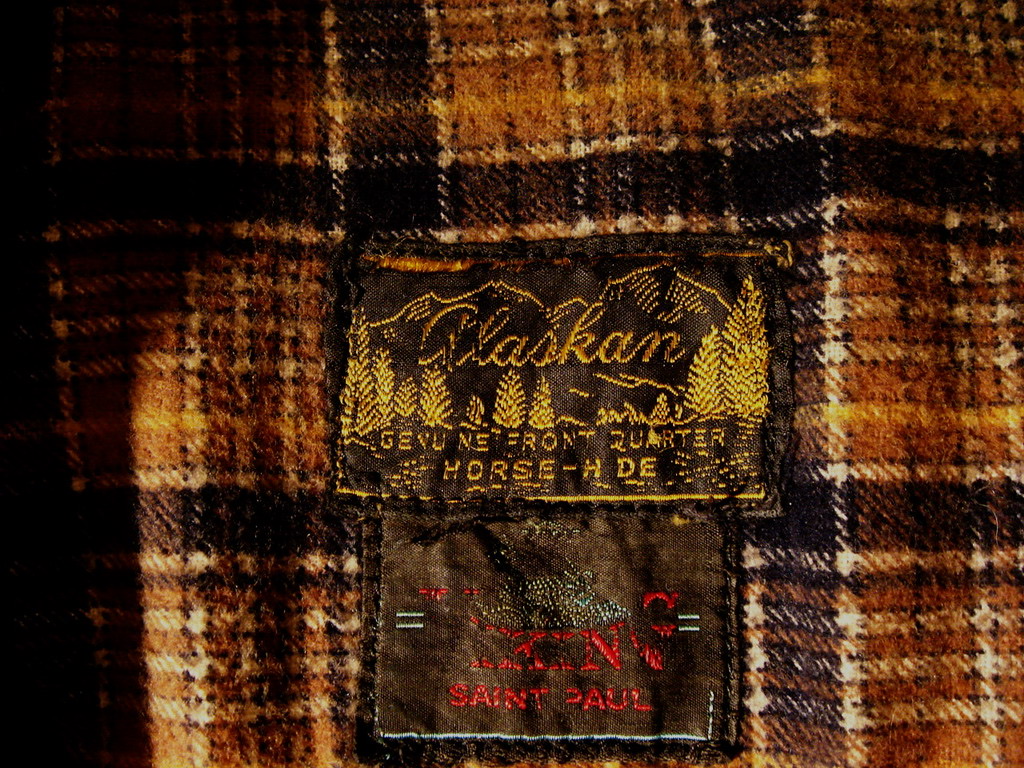 Alaskan
GENUINE FRONT QUARTER
HORSE-HIDE
SAINT PAUL